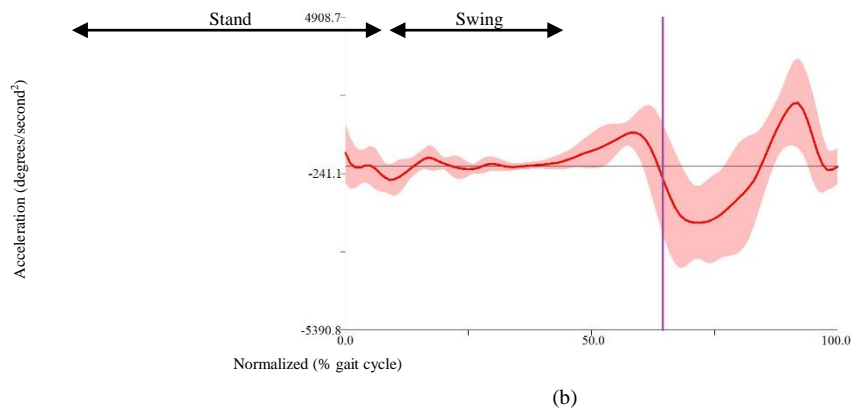 4908.7
Stand Swing
Acceleration (degrees/second²)
-241.1
-5390.8
0.0 50.0 100.0
Normalized (% gait cycle)
(b)